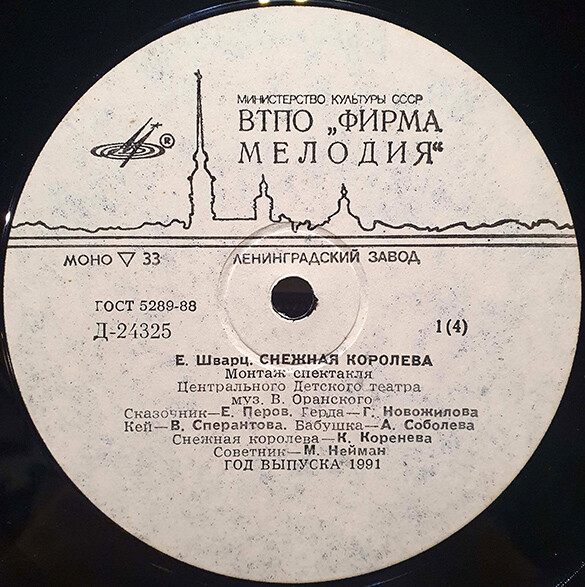 МИНИСТЕРСТВО КУЛЬТУРЫ СССР
ВТПО „ФИРМА
МЕЛОДИЯ“
®
МОНО ▽ 33 ЛЕНИНГРАДСКИЙ ЗАВОД
ГОСТ 5289-88
Д-24325 1(4)
Е. Шварц. СНЕЖНАЯ КОРОЛЕВА
Монтаж спектакля
Центрального Детского театра
муз. В. Оранского
Сказочник—Е. Перов. Герда—Г. Новожилова
Кей—В. Сперантова. Бабушка—А. Соболева
Снежная королева—К. Коренева
Советник—М. Нейман
ГОД ВЫПУСКА 1991